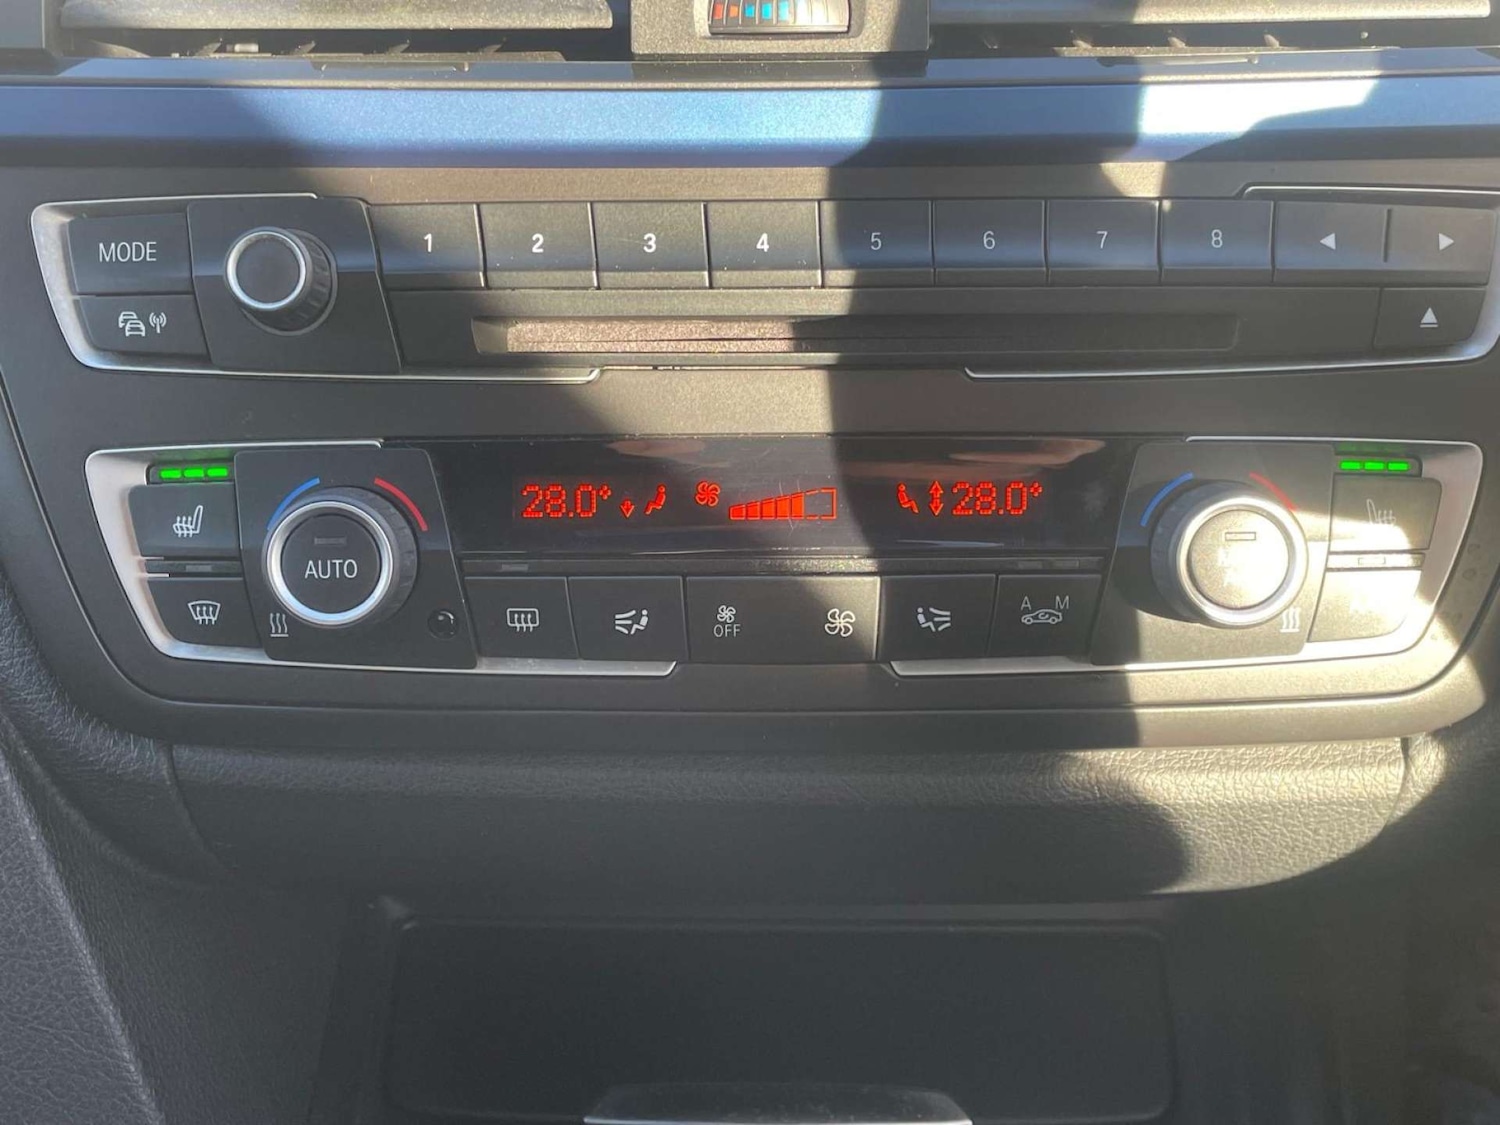 MODE 1 2 3 4 5 6 7 8
28.0° 28.0°
AUTO
A M
OFF